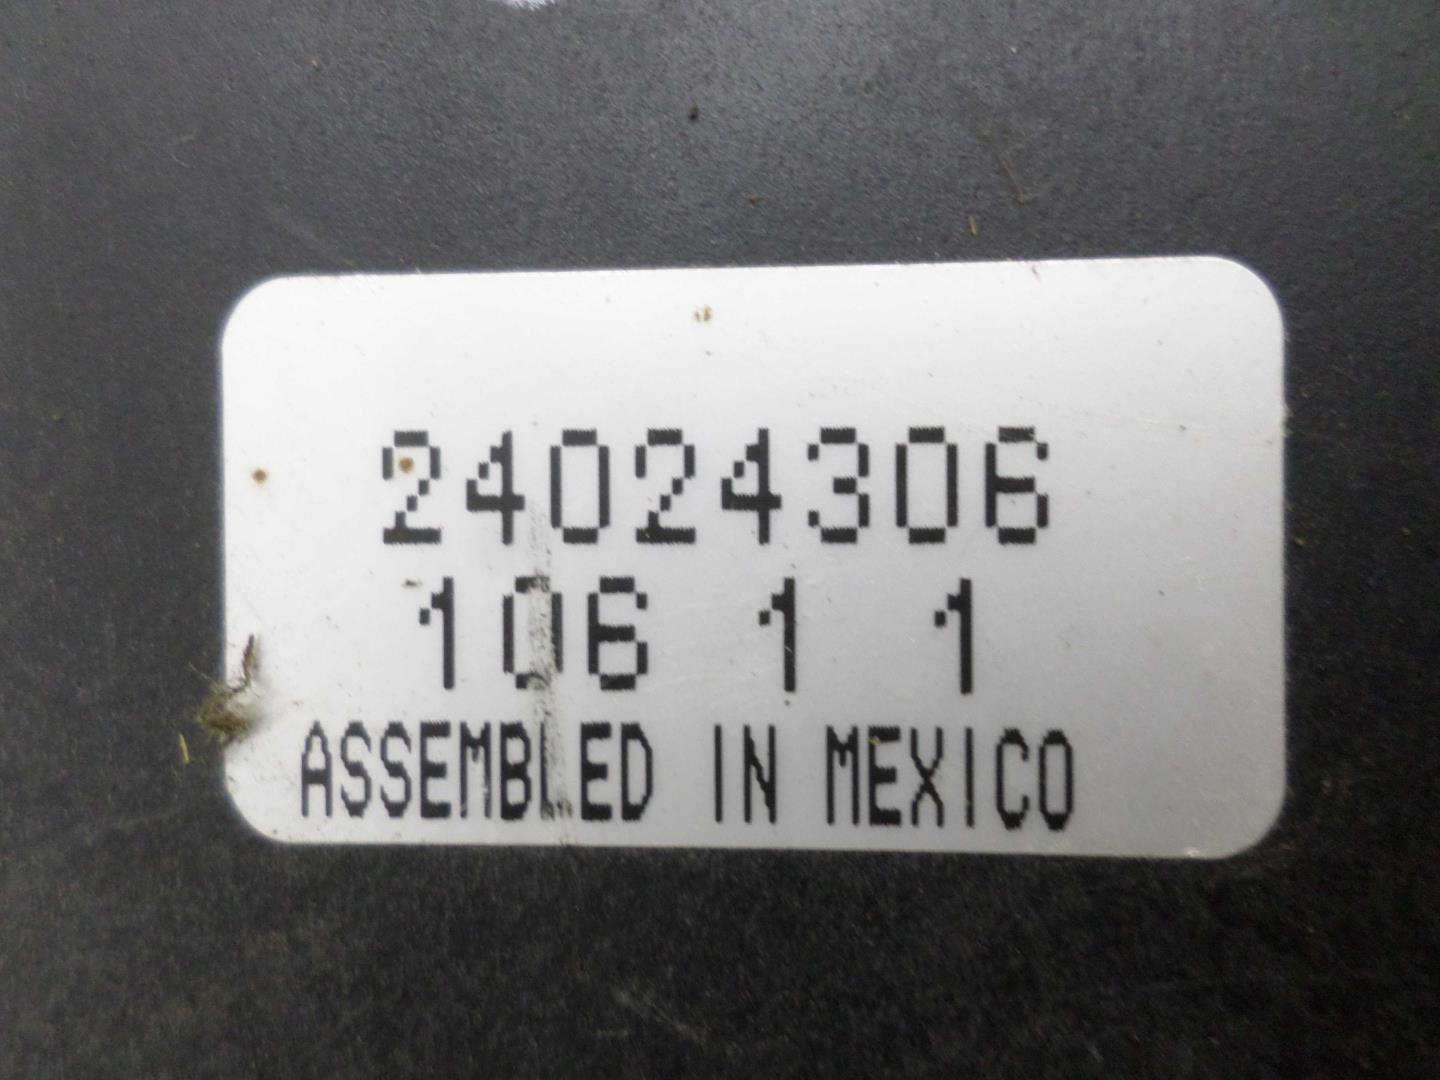 24024306
106 1 1
ASSEMBLED IN MEXICO